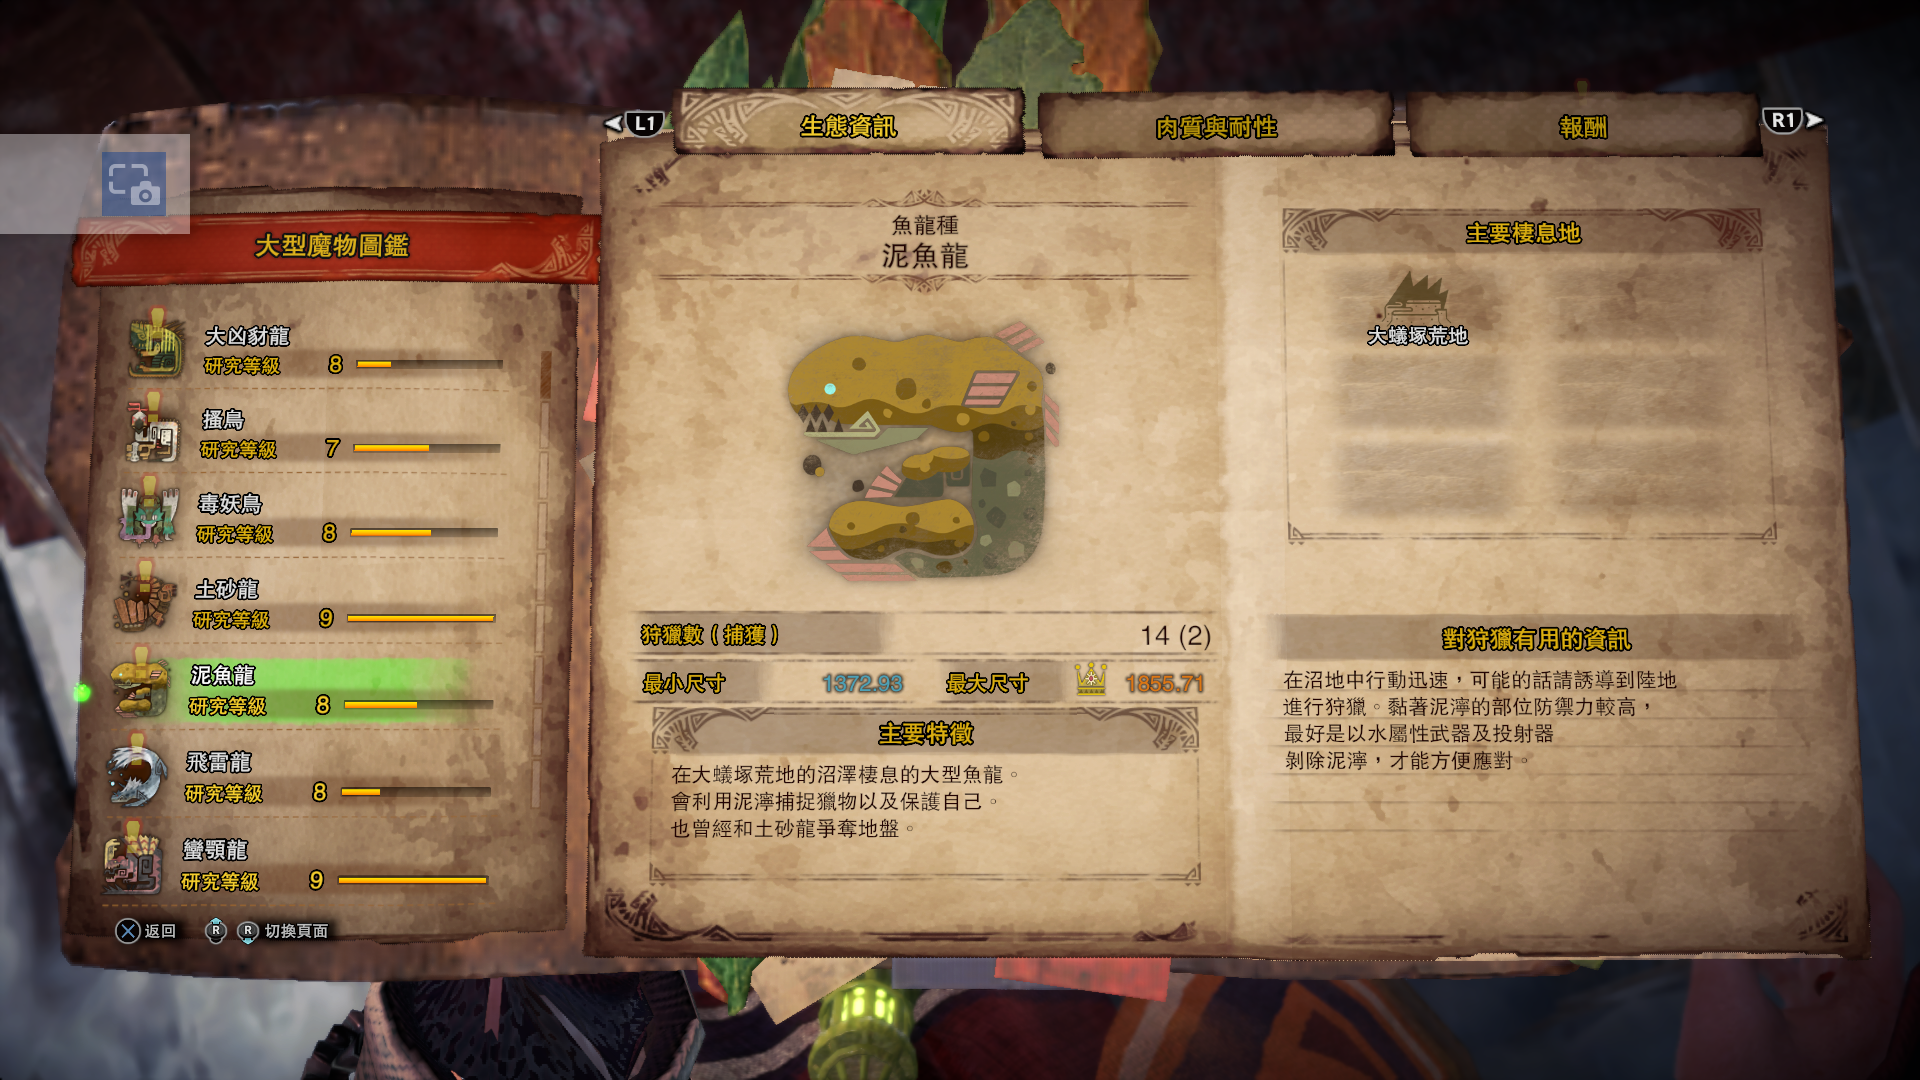 L1
生態資訊
肉質與耐性
報酬
R1
大型魔物圖鑑
大凶豺龍
研究等級 8
搔鳥
研究等級 7
毒妖鳥
研究等級 8
土砂龍
研究等級 9
泥魚龍
研究等級 8
飛雷龍
研究等級 8
蠻顎龍
研究等級 9
返回
R R 切換頁面
魚龍種
泥魚龍
狩獵數(捕獲) 14 (2)
最小尺寸 1372.93 最大尺寸 1855.71
主要特徵
在大蟻塚荒地的沼澤棲息的大型魚龍。
會利用泥濘捕捉獵物以及保護自己。
也曾經和土砂龍爭奪地盤。
主要棲息地
大蟻塚荒地
對狩獵有用的資訊
在沼地中行動迅速,可能的話請誘導到陸地
進行狩獵。黏著泥濘的部位防禦力較高,
最好是以水屬性武器及投射器
剝除泥濘,才能方便應對。